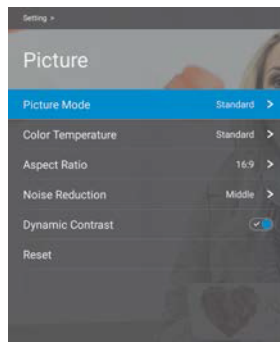 Setting >
Picture
Picture Mode Standard >
Color Temperature Standard >
Aspect Ratio 16:9 >
Noise Reduction Middle >
Dynamic Contrast
Reset